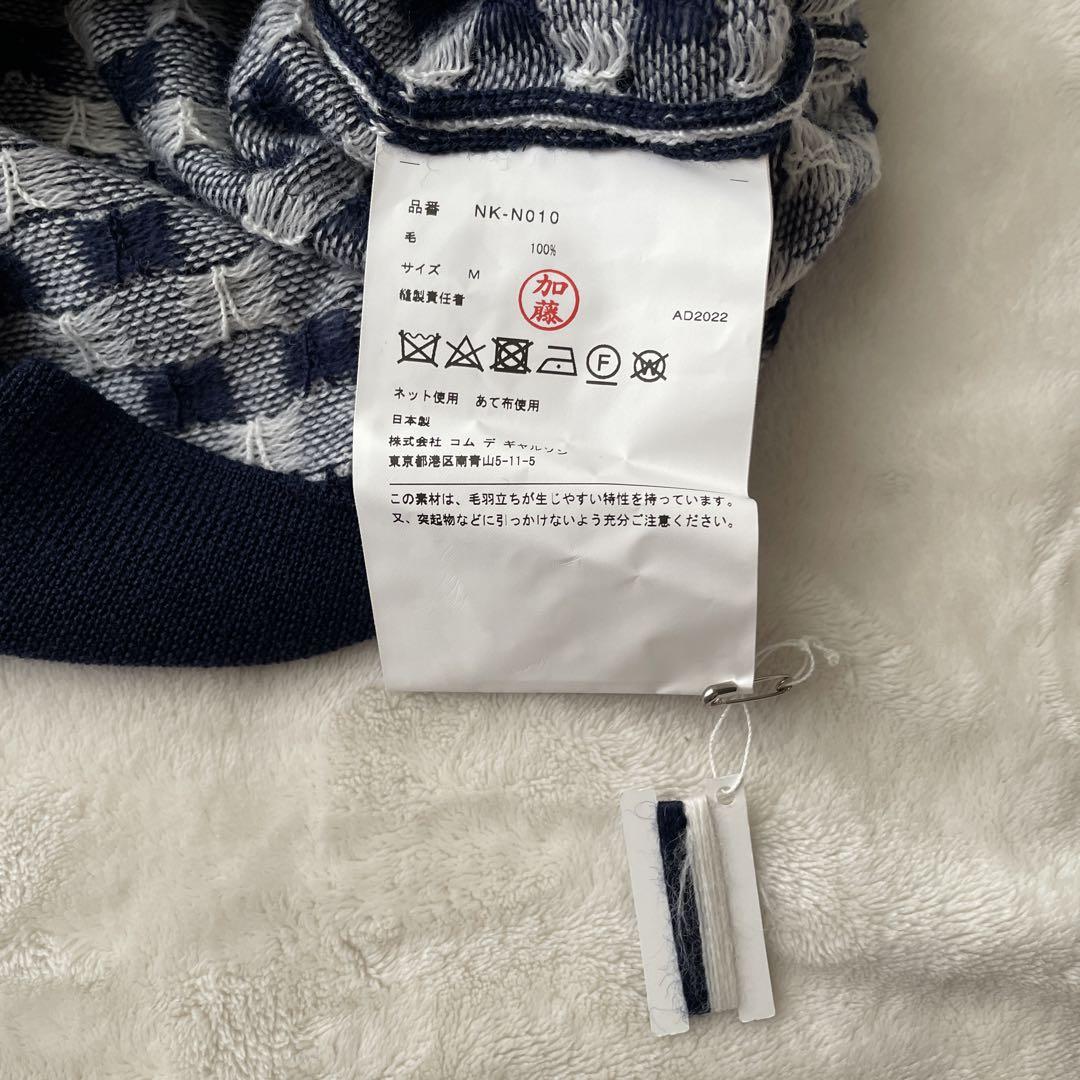 品番 NK-N010
毛 100%
サイズ M
縫製責任者 加藤 AD2022
F W
ネット使用 あて布使用
日本製
株式会社 コム デ ギャルソン
東京都港区南青山5-11-5
この素材は、毛羽立ちが生じやすい特性を持っています。
又、突起物などに引っかけないよう充分ご注意ください。